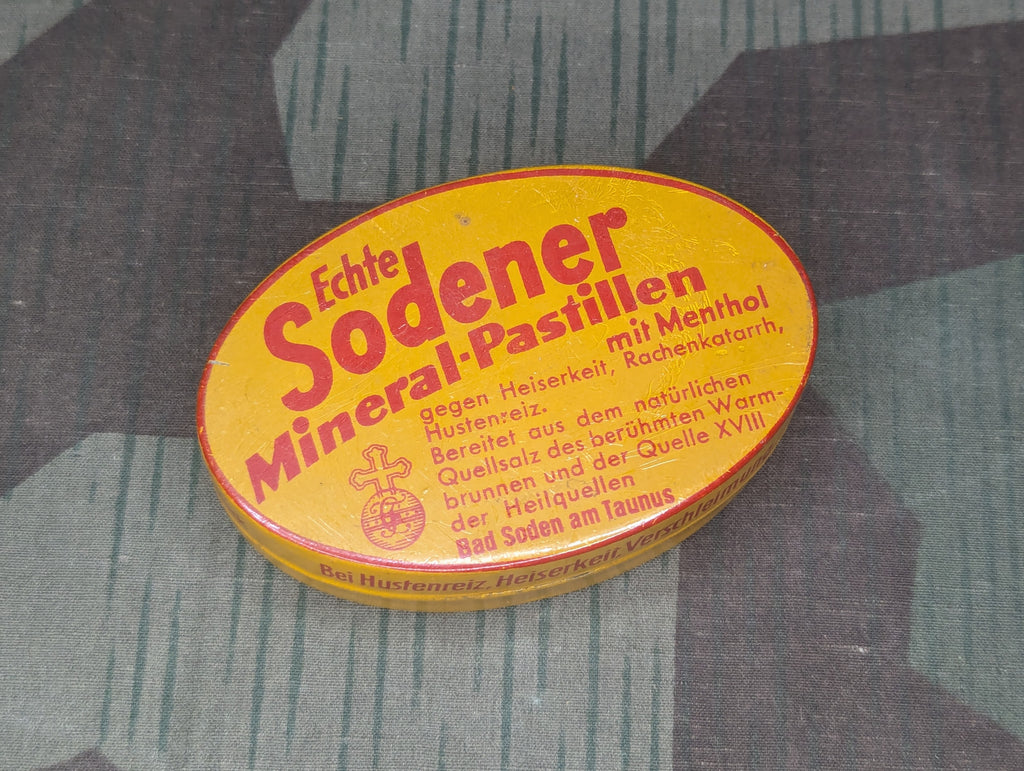 Echte
Sodener
Mineral-Pastillen
mit Menthol
gegen Heiserkeit, Rachenkatarrh,
Hustenreiz.
Bereitet aus dem natürlichen
Quellsalz des berühmten Warm-
brunnen und der Quelle XVIII
der Heilquellen
Bad Soden am Taunus
Bei Hustenreiz, Heiserkeit, Verschleimung